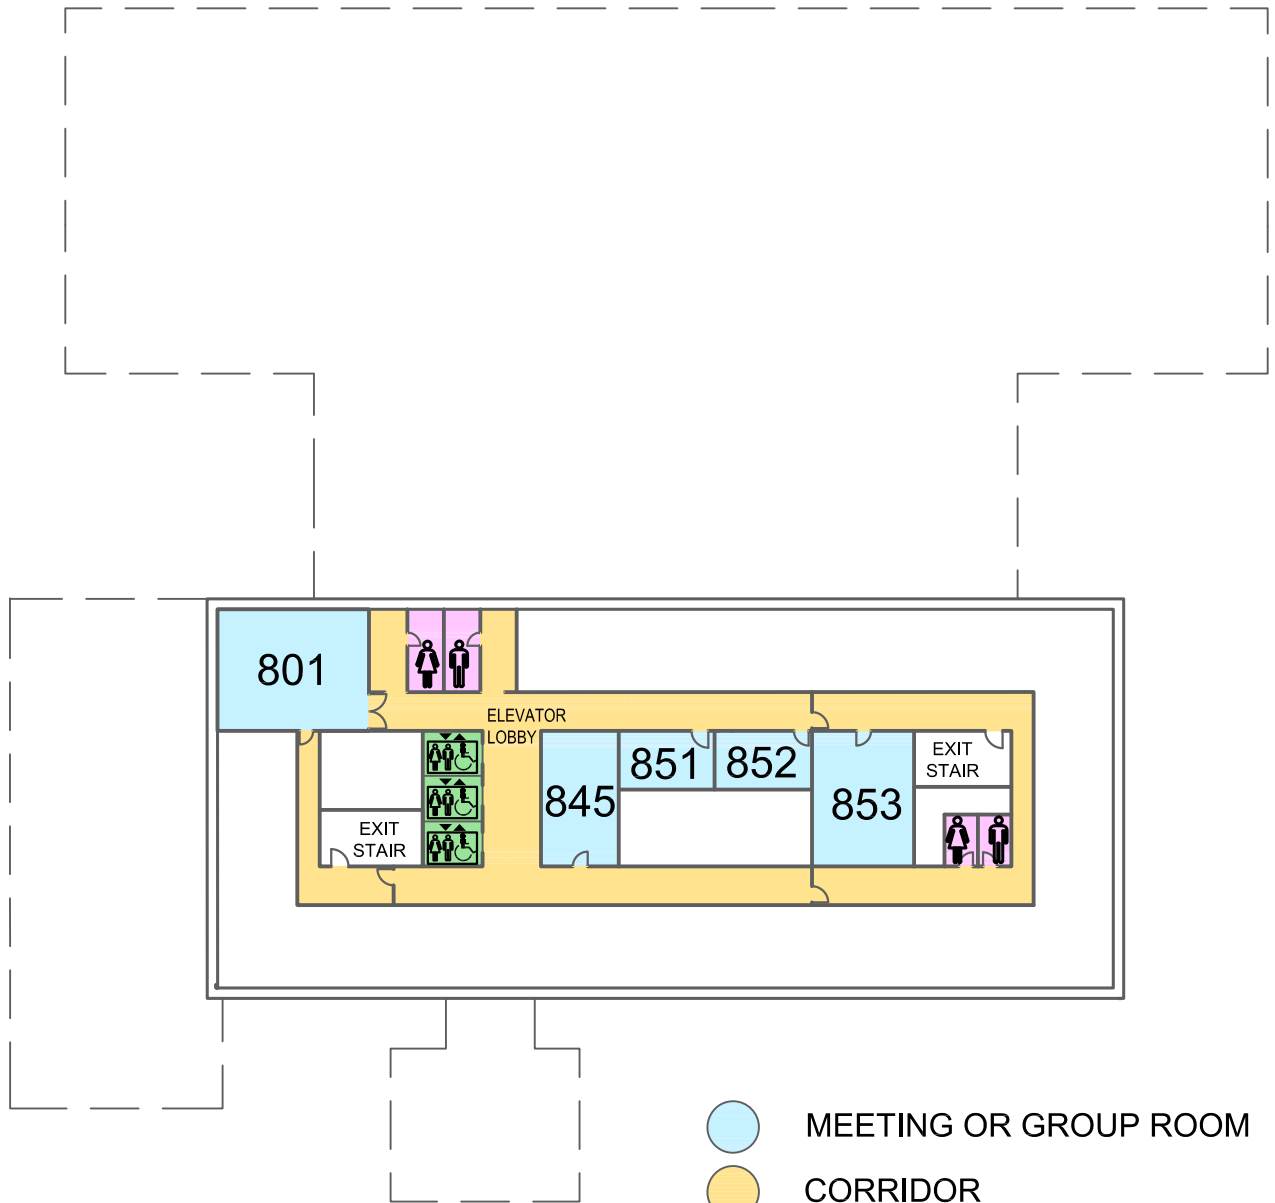 801
ELEVATOR
LOBBY
851
852
EXIT
STAIR
845
853
EXIT
STAIR
MEETING OR GROUP ROOM
CORRIDOR